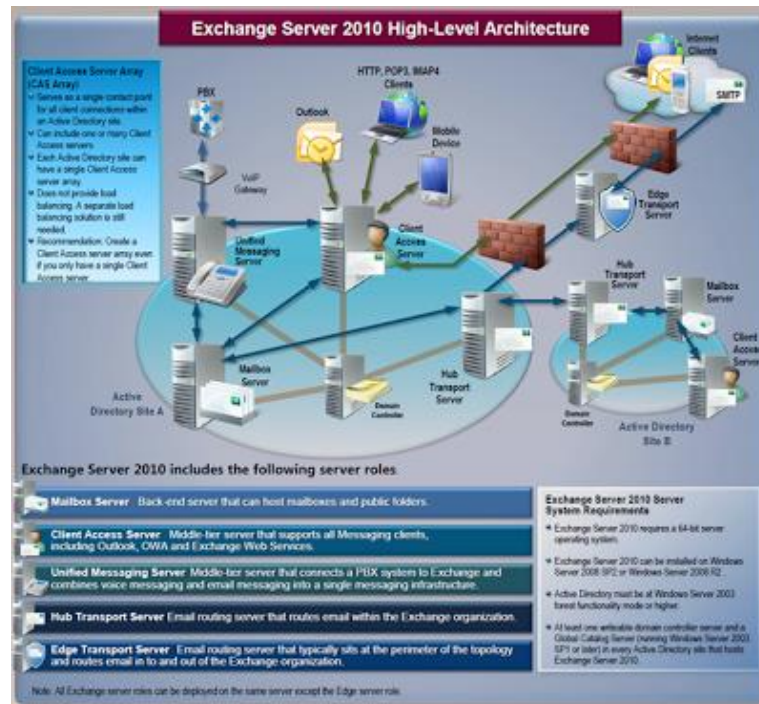 Exchange Server 2010 High-Level Architecture
Client Access Server Array
(CAS Array)
Serves as a single contact point
for all client connections within
an Active Directory site.
Can include one or many Client
Access servers.
Each Active Directory site can
have a single Client Access
server array.
Does not provide load
balancing. A separate load
balancing solution is still
needed.
Recommendation: Create a
Client Access server array even
if you only have a single Client
Access server.
PBX
VoIP
Gateway
Outlook
HTTP, POP3, IMAP4
Clients
Mobile
Device
Internet
Clients
SMTP
Unified
Messaging
Server
Client
Access
Server
Edge
Transport
Server
Hub
Transport
Server
Mailbox
Server
Client
Access
Server
Mailbox
Server
Hub
Transport
Server
Domain
Controller
Domain
Controller
Active
Directory Site A
Active Directory
Site B
Exchange Server 2010 includes the following server roles
Mailbox Server Back-end server that can host mailboxes and public folders.
Client Access Server Middle-tier server that supports all Messaging clients,
including Outlook, OWA and Exchange Web Services.
Unified Messaging Server Middle-tier server that connects a PBX system to Exchange and
combines voice messaging and email messaging into a single messaging infrastructure.
Hub Transport Server Email routing server that routes email within the Exchange organization.
Edge Transport Server Email routing server that typically sits at the perimeter of the topology
and routes email in to and out of the Exchange organization.
Exchange Server 2010 Server
System Requirements
Exchange Server 2010 requires a 64-bit server
operating system.
Exchange Server 2010 can be installed on Windows
Server 2008 SP2 or Windows Server 2008 R2.
Active Directory must be at Windows Server 2003
forest functionality mode or higher.
At least one writeable domain controller server and a
Global Catalog Server (running Windows Server 2003
SP1 or later) in every Active Directory site that hosts
Exchange Server 2010.
Note: All Exchange server roles can be deployed on the same server except the Edge server role.